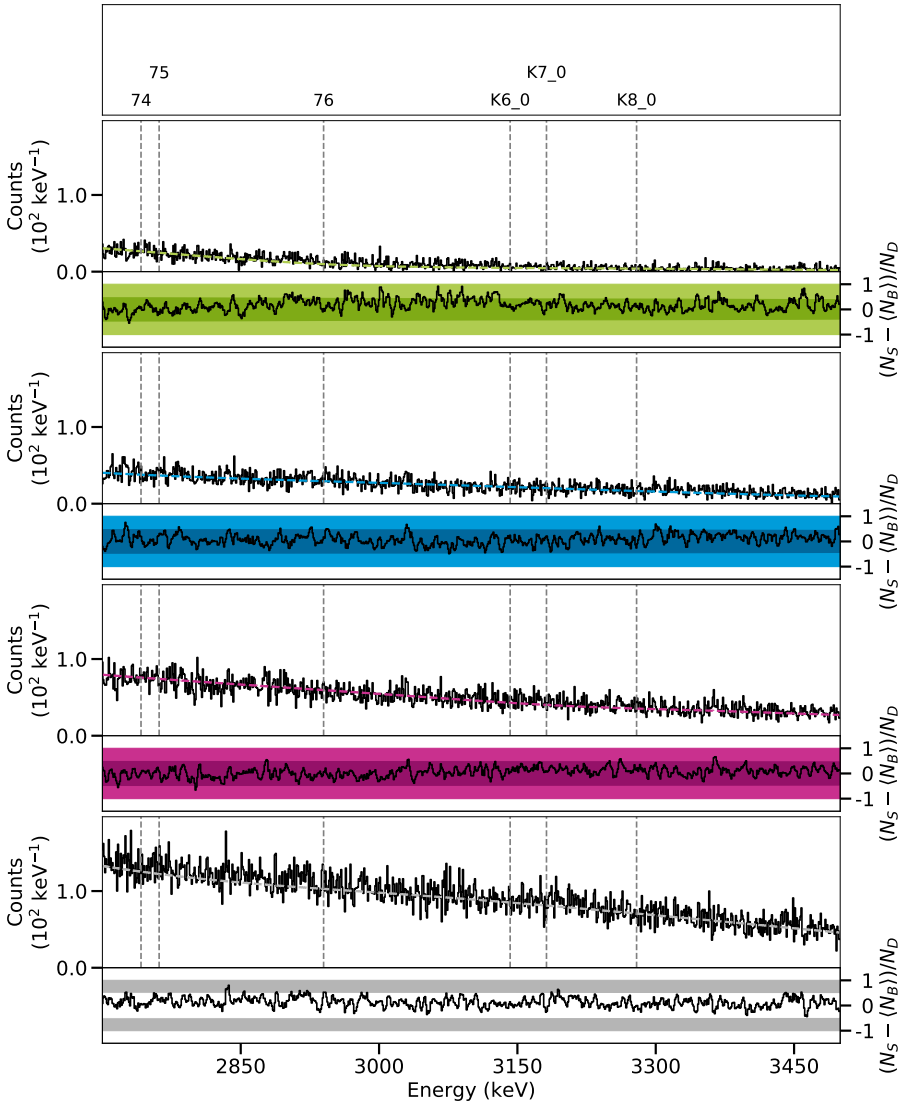 75 K7_0
74 76 K6_0 K8_0
Counts
(10² keV⁻¹)
1.0
0.0
1
0
-1
(N_S − ⟨N_B⟩)/N_D
Counts
(10² keV⁻¹)
1.0
0.0
1
0
-1
(N_S − ⟨N_B⟩)/N_D
Counts
(10² keV⁻¹)
1.0
0.0
1
0
-1
(N_S − ⟨N_B⟩)/N_D
Counts
(10² keV⁻¹)
1.0
0.0
1
0
-1
(N_S − ⟨N_B⟩)/N_D
2850 3000 3150 3300 3450
Energy (keV)